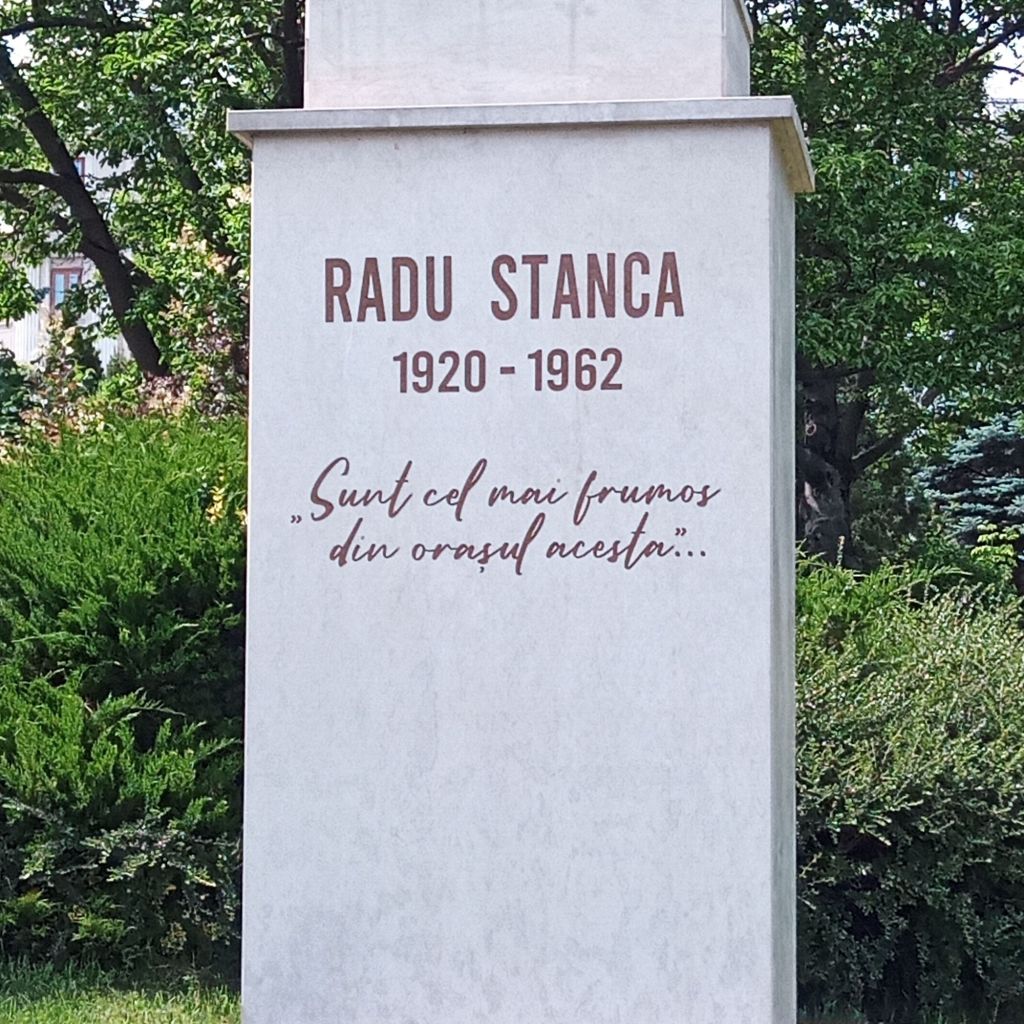 RADU STANCA
1920 - 1962
„Sunt cel mai frumos
din orașul acesta”...